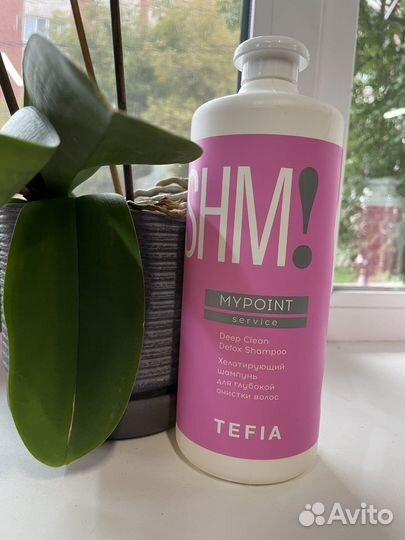 SHM!
MYPOINT
service
Deep Clean
Detox Shampoo
Хелатирующий
шампунь
для глубокой
очистки волос
TEFIA
Avito